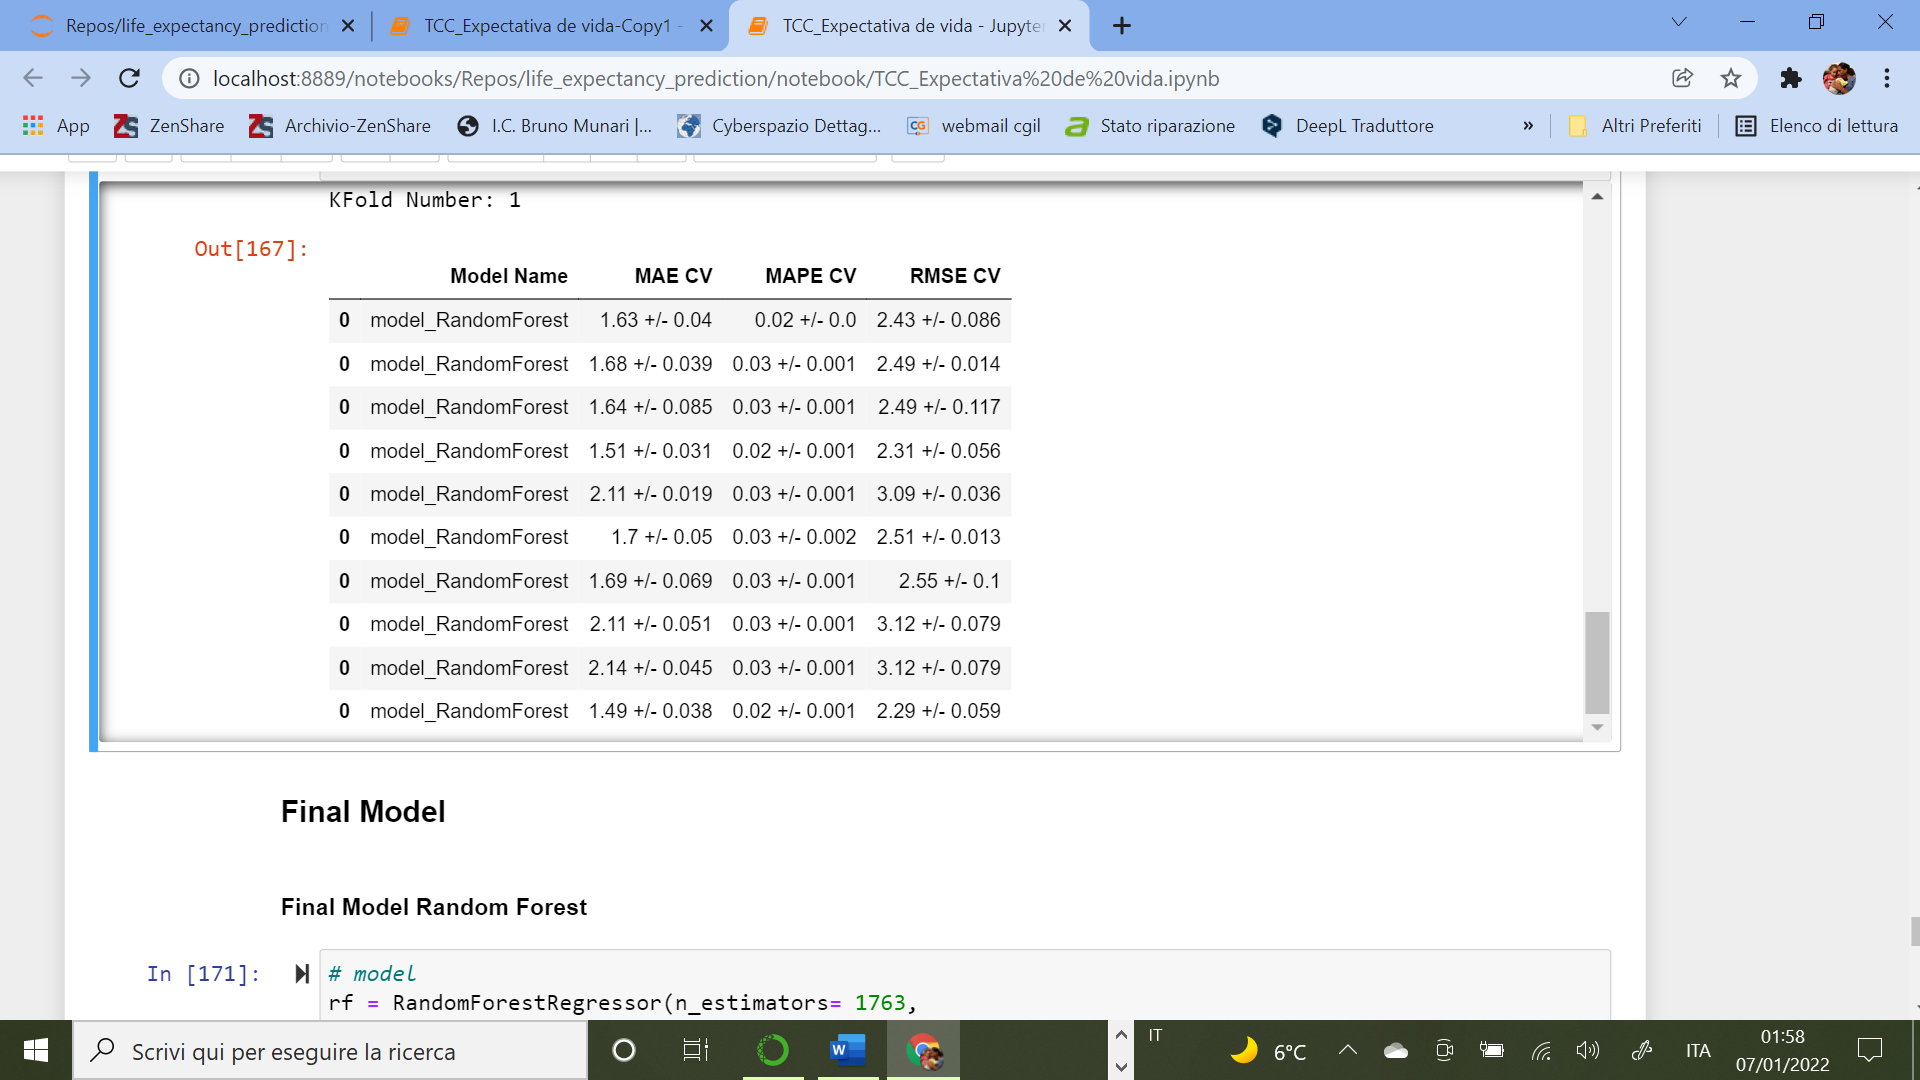 Repos/life_expectancy_prediction
TCC_Expectativa de vida-Copy1 -
TCC_Expectativa de vida - Jupyter
localhost:8889/notebooks/Repos/life_expectancy_prediction/notebook/TCC_Expectativa%20de%20vida.ipynb
App ZenShare Archivio-ZenShare I.C. Bruno Munari |... Cyberspazio Dettag... CG webmail cgil Stato riparazione DeepL Traduttore » Altri Preferiti Elenco di lettura
KFold Number: 1
Out[167]:
Model Name MAE CV MAPE CV RMSE CV
0 model_RandomForest 1.63 +/- 0.04 0.02 +/- 0.0 2.43 +/- 0.086
0 model_RandomForest 1.68 +/- 0.039 0.03 +/- 0.001 2.49 +/- 0.014
0 model_RandomForest 1.64 +/- 0.085 0.03 +/- 0.001 2.49 +/- 0.117
0 model_RandomForest 1.51 +/- 0.031 0.02 +/- 0.001 2.31 +/- 0.056
0 model_RandomForest 2.11 +/- 0.019 0.03 +/- 0.001 3.09 +/- 0.036
0 model_RandomForest 1.7 +/- 0.05 0.03 +/- 0.002 2.51 +/- 0.013
0 model_RandomForest 1.69 +/- 0.069 0.03 +/- 0.001 2.55 +/- 0.1
0 model_RandomForest 2.11 +/- 0.051 0.03 +/- 0.001 3.12 +/- 0.079
0 model_RandomForest 2.14 +/- 0.045 0.03 +/- 0.001 3.12 +/- 0.079
0 model_RandomForest 1.49 +/- 0.038 0.02 +/- 0.001 2.29 +/- 0.059
Final Model
Final Model Random Forest
In [171]: # model
rf = RandomForestRegressor(n_estimators= 1763,
Scrivi qui per eseguire la ricerca
W
IT
6°C
ITA
01:58
07/01/2022